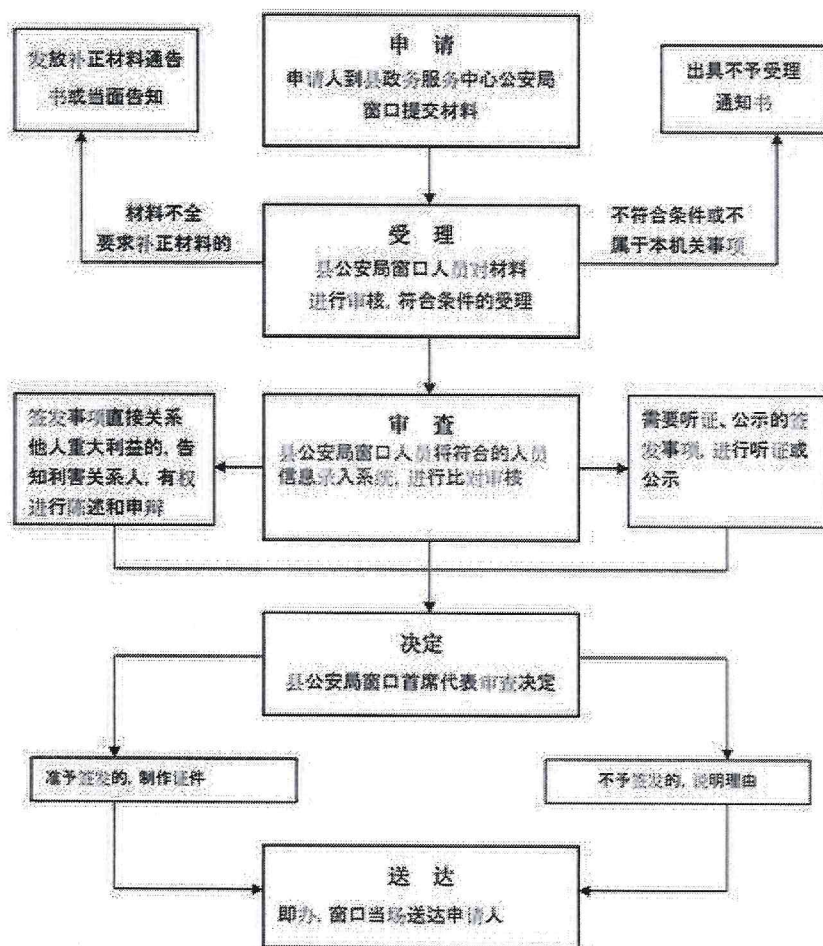 申 请
申请人到县政务服务中心公安局
窗口提交材料
发放补正材料通告
书或当面告知
出具不予受理
通知书
材料不全
要求补正材料的
不符合条件或不
属于本机关事项
受 理
县公安局窗口人员对材料
进行审核,符合条件的受理
审 查
县公安局窗口人员将符合的人员
信息录入系统,进行比对审核
签发事项直接关系
他人重大利益的,告
知利害关系人,有权
进行陈述和申辩
需要听证、公示的签
发事项,进行听证或
公示
决定
县公安局窗口首席代表审查决定
准予签发的,制作证件
不予签发的,说明理由
送 达
即办,窗口当场送达申请人